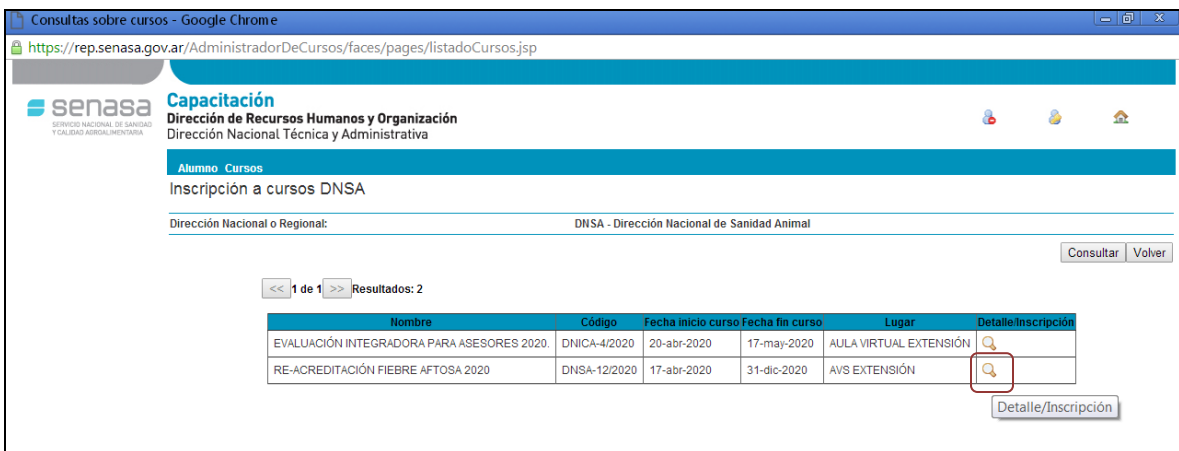 Consultas sobre cursos - Google Chrome
https://rep.senasa.gov.ar/AdministradorDeCursos/faces/pages/listadoCursos.jsp
senasa
SERVICIO NACIONAL DE SANIDAD
Y CALIDAD AGROALIMENTARIA
Capacitación
Dirección de Recursos Humanos y Organización
Dirección Nacional Técnica y Administrativa
Alumno Cursos
Inscripción a cursos DNSA
Dirección Nacional o Regional: DNSA - Dirección Nacional de Sanidad Animal
Consultar Volver
<< 1 de 1 >> Resultados: 2
Nombre Código Fecha inicio curso Fecha fin curso Lugar Detalle/Inscripción
EVALUACIÓN INTEGRADORA PARA ASESORES 2020. DNICA-4/2020 20-abr-2020 17-may-2020 AULA VIRTUAL EXTENSIÓN
RE-ACREDITACIÓN FIEBRE AFTOSA 2020 DNSA-12/2020 17-abr-2020 31-dic-2020 AVS EXTENSIÓN
Detalle/Inscripción